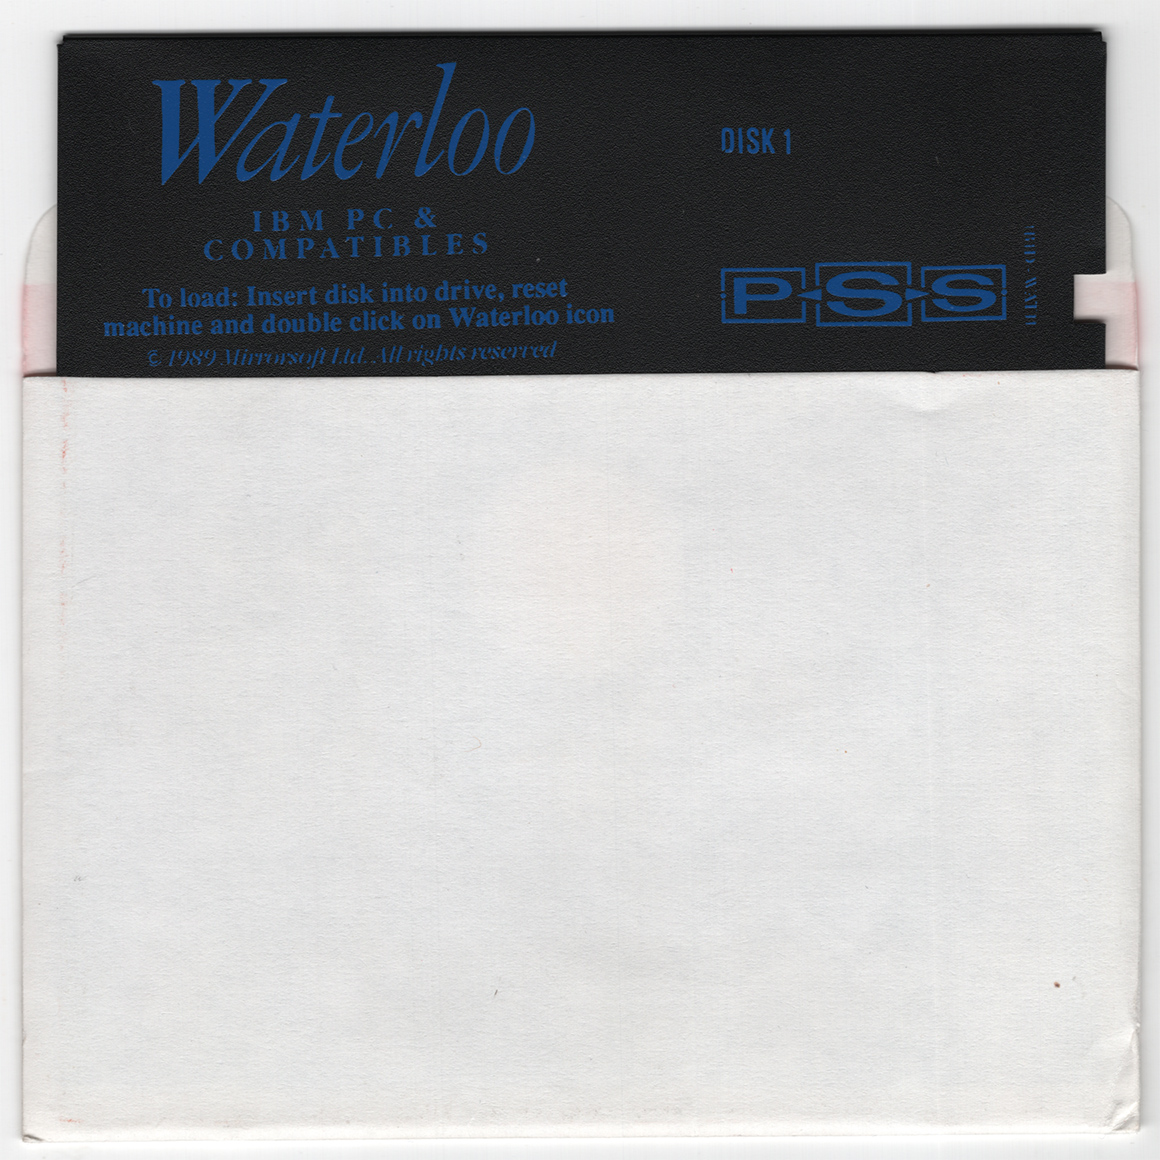 Waterloo
IBM PC &
COMPATIBLES
To load: Insert disk into drive, reset
machine and double click on Waterloo icon
© 1989 Mirrorsoft Ltd. All rights reserved
DISK 1
PSS